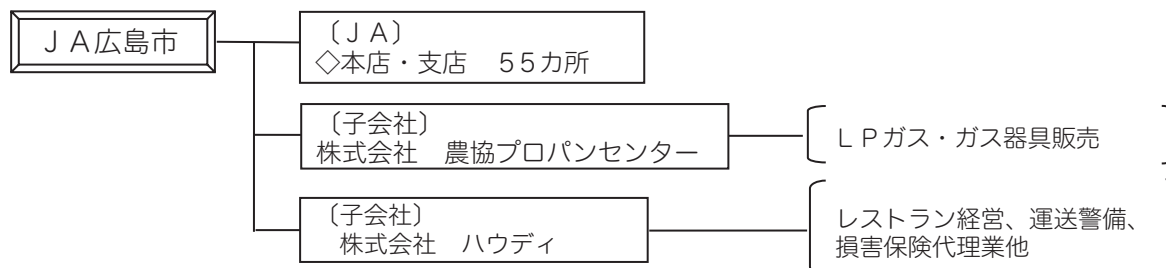 ＪＡ広島市
〔ＪＡ〕
◇本店・支店　５５カ所
〔子会社〕
株式会社　農協プロパンセンター
ＬＰガス・ガス器具販売
〔子会社〕
株式会社　ハウディ
レストラン経営、運送警備、
損害保険代理業他